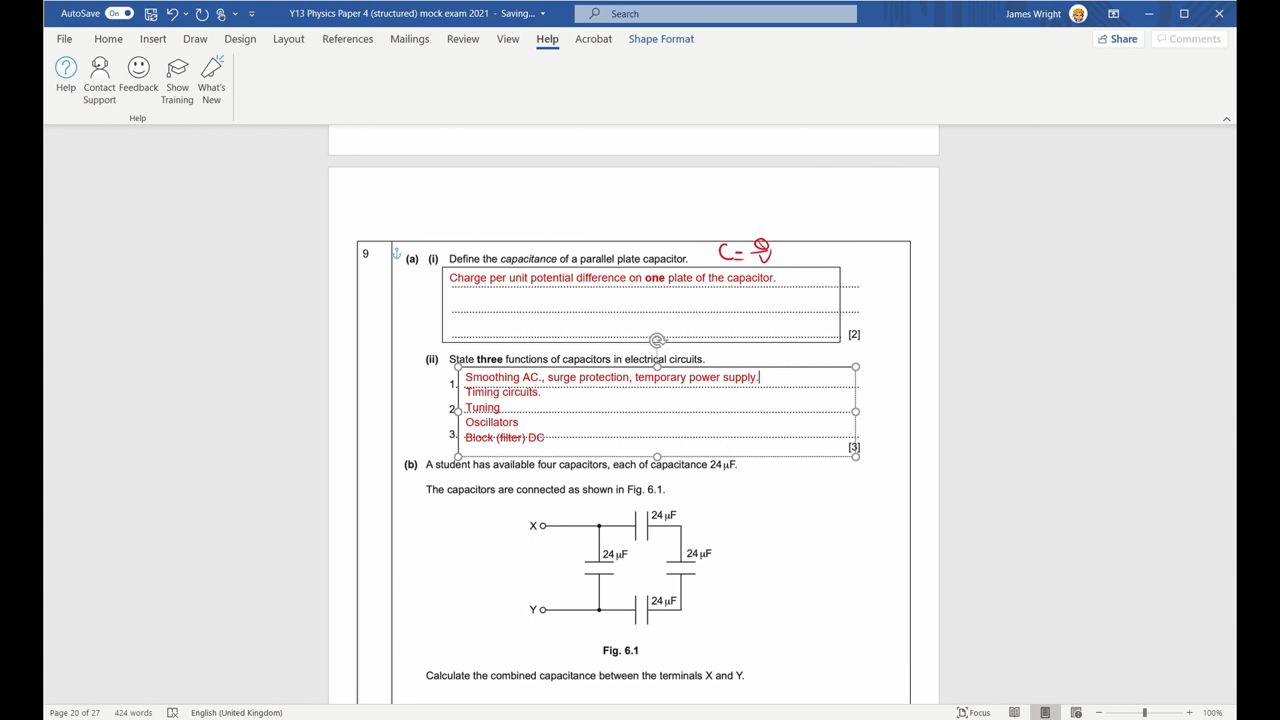 AutoSave On Y13 Physics Paper 4 (structured) mock exam 2021 - Saving... Search James Wright
File Home Insert Draw Design Layout References Mailings Review View Help Acrobat Shape Format Share Comments
Help Contact Support Feedback Show Training What's New
Help
9 (a) (i) Define the capacitance of a parallel plate capacitor. C = Q/V
Charge per unit potential difference on one plate of the capacitor.
[2]
(ii) State three functions of capacitors in electrical circuits.
Smoothing AC., surge protection, temporary power supply.
1.
Timing circuits.
2 Tuning
Oscillators
3. Block (filter) DC
[3]
(b) A student has available four capacitors, each of capacitance 24 μF.
The capacitors are connected as shown in Fig. 6.1.
24 μF
X
24 μF 24 μF
24 μF
Y
Fig. 6.1
Calculate the combined capacitance between the terminals X and Y.
Page 20 of 27 424 words English (United Kingdom) Focus 100%